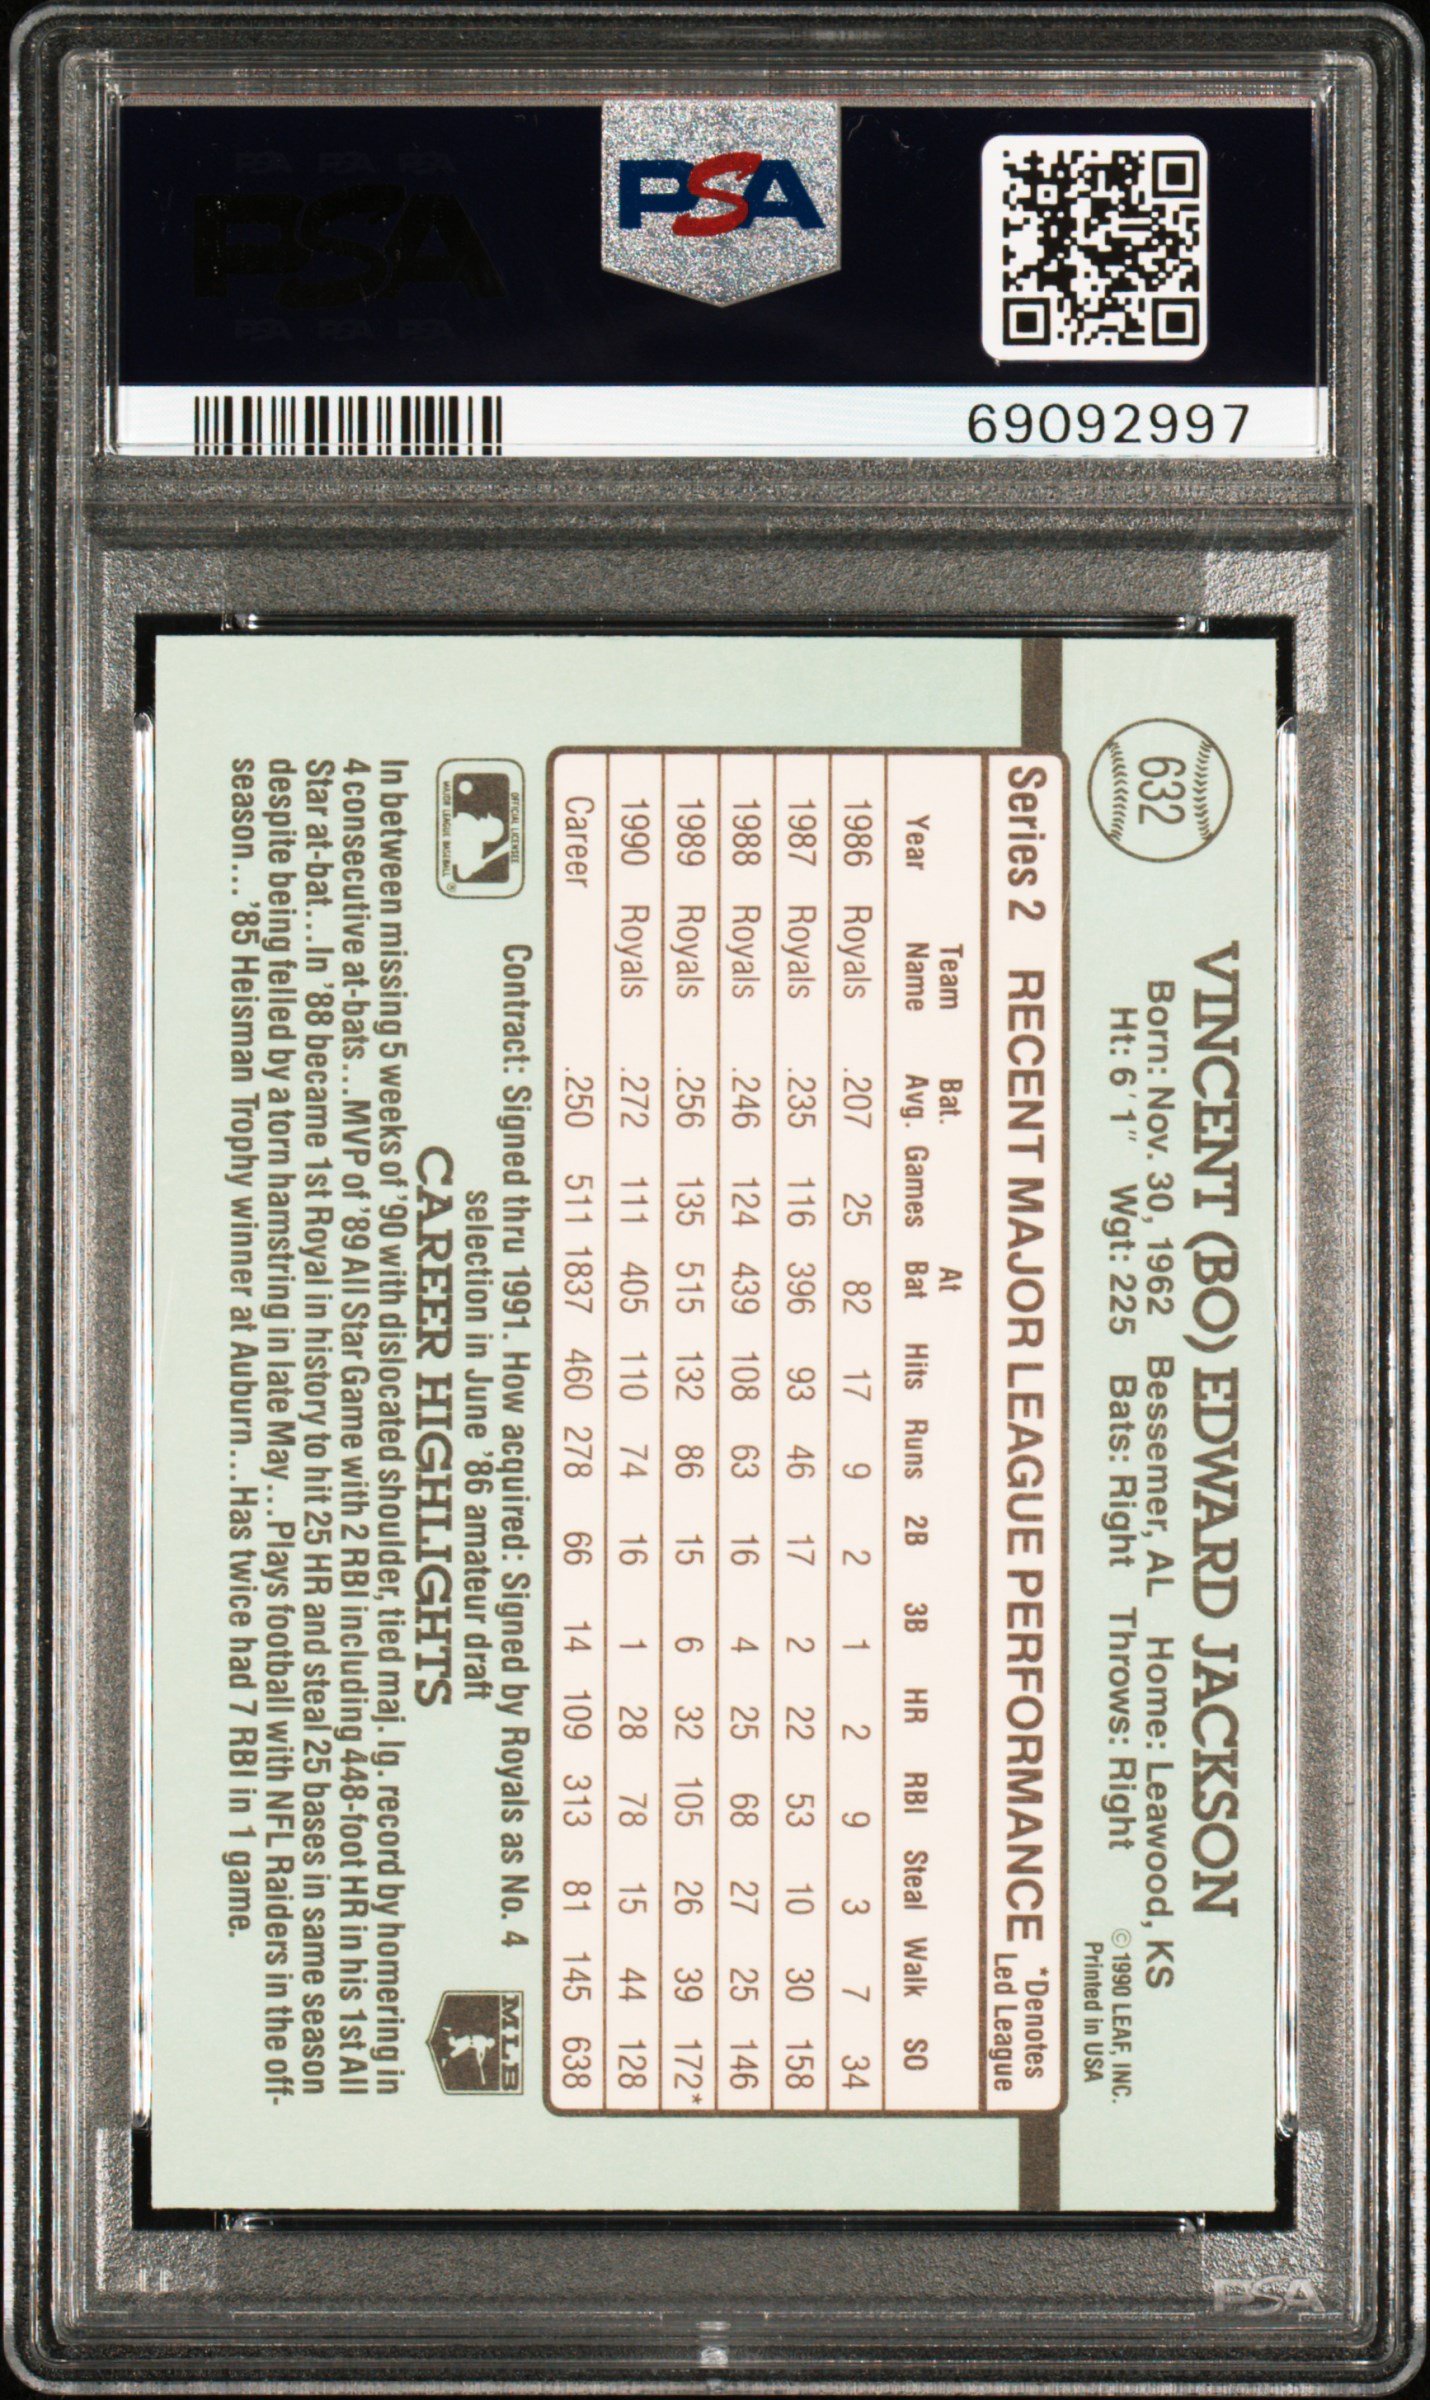 PSA
69092997
632
VINCENT (BO) EDWARD JACKSON
Born: Nov. 30, 1962 Bessemer, AL Home: Leawood, KS
Ht: 6′1″ Wgt: 225 Bats: Right Throws: Right
© 1990 LEAF, INC.
Printed in USA
Series 2 RECENT MAJOR LEAGUE PERFORMANCE *Denotes
Led League
Team Bat. At
Year Name Avg. Games Bat Hits Runs 2B 3B HR RBI Steal Walk SO
1986 Royals .207 25 82 17 9 2 1 2 9 3 7 34
1987 Royals .235 116 396 93 46 17 2 22 53 10 30 158
1988 Royals .246 124 439 108 63 16 4 25 68 27 25 146
1989 Royals .256 135 515 132 86 15 6 32 105 26 39 172*
1990 Royals .272 111 405 110 74 16 1 28 78 15 44 128
Career .250 511 1837 460 278 66 14 109 313 81 145 638
OFFICIAL LICENSEE
MAJOR LEAGUE BASEBALL ®
Contract: Signed thru 1991. How acquired: Signed by Royals as No. 4
selection in June '86 amateur draft
MLB
CAREER HIGHLIGHTS
In between missing 5 weeks of '90 with dislocated shoulder, tied maj. lg. record by homering in
4 consecutive at-bats...MVP of '89 All Star Game with 2 RBI including 448-foot HR in his 1st All
Star at-bat...In '88 became 1st Royal in history to hit 25 HR and steal 25 bases in same season
despite being felled by a torn hamstring in late May...Plays football with NFL Raiders in the off-
season...'85 Heisman Trophy winner at Auburn...Has twice had 7 RBI in 1 game.
PSA